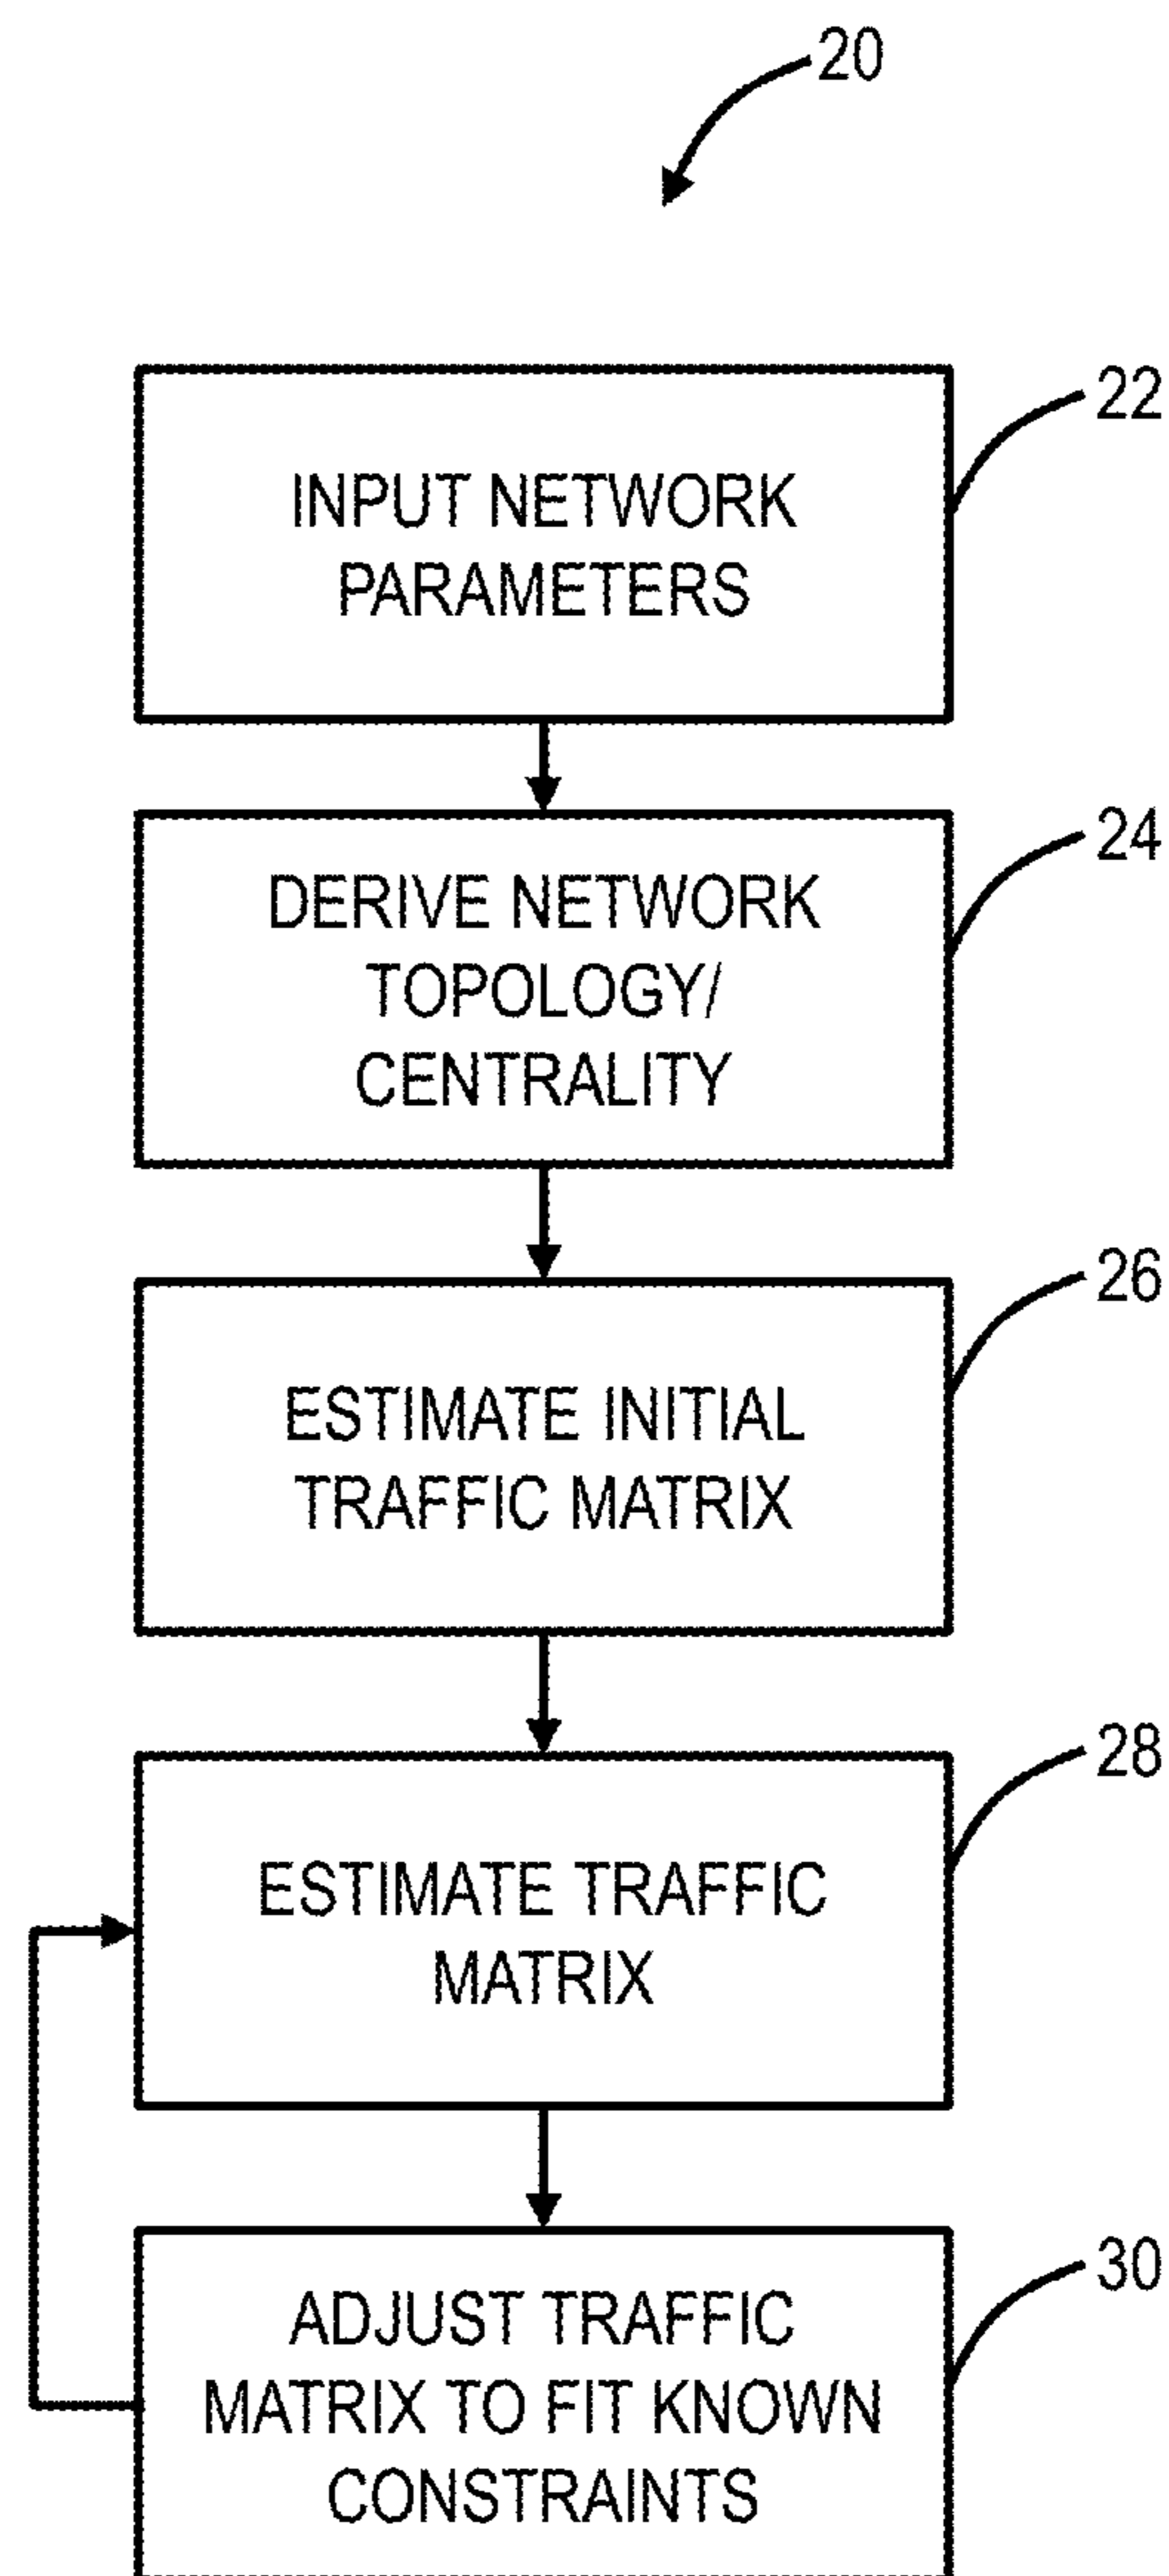 20
22
INPUT NETWORK
PARAMETERS
24
DERIVE NETWORK
TOPOLOGY/
CENTRALITY
26
ESTIMATE INITIAL
TRAFFIC MATRIX
28
ESTIMATE TRAFFIC
MATRIX
30
ADJUST TRAFFIC
MATRIX TO FIT KNOWN
CONSTRAINTS